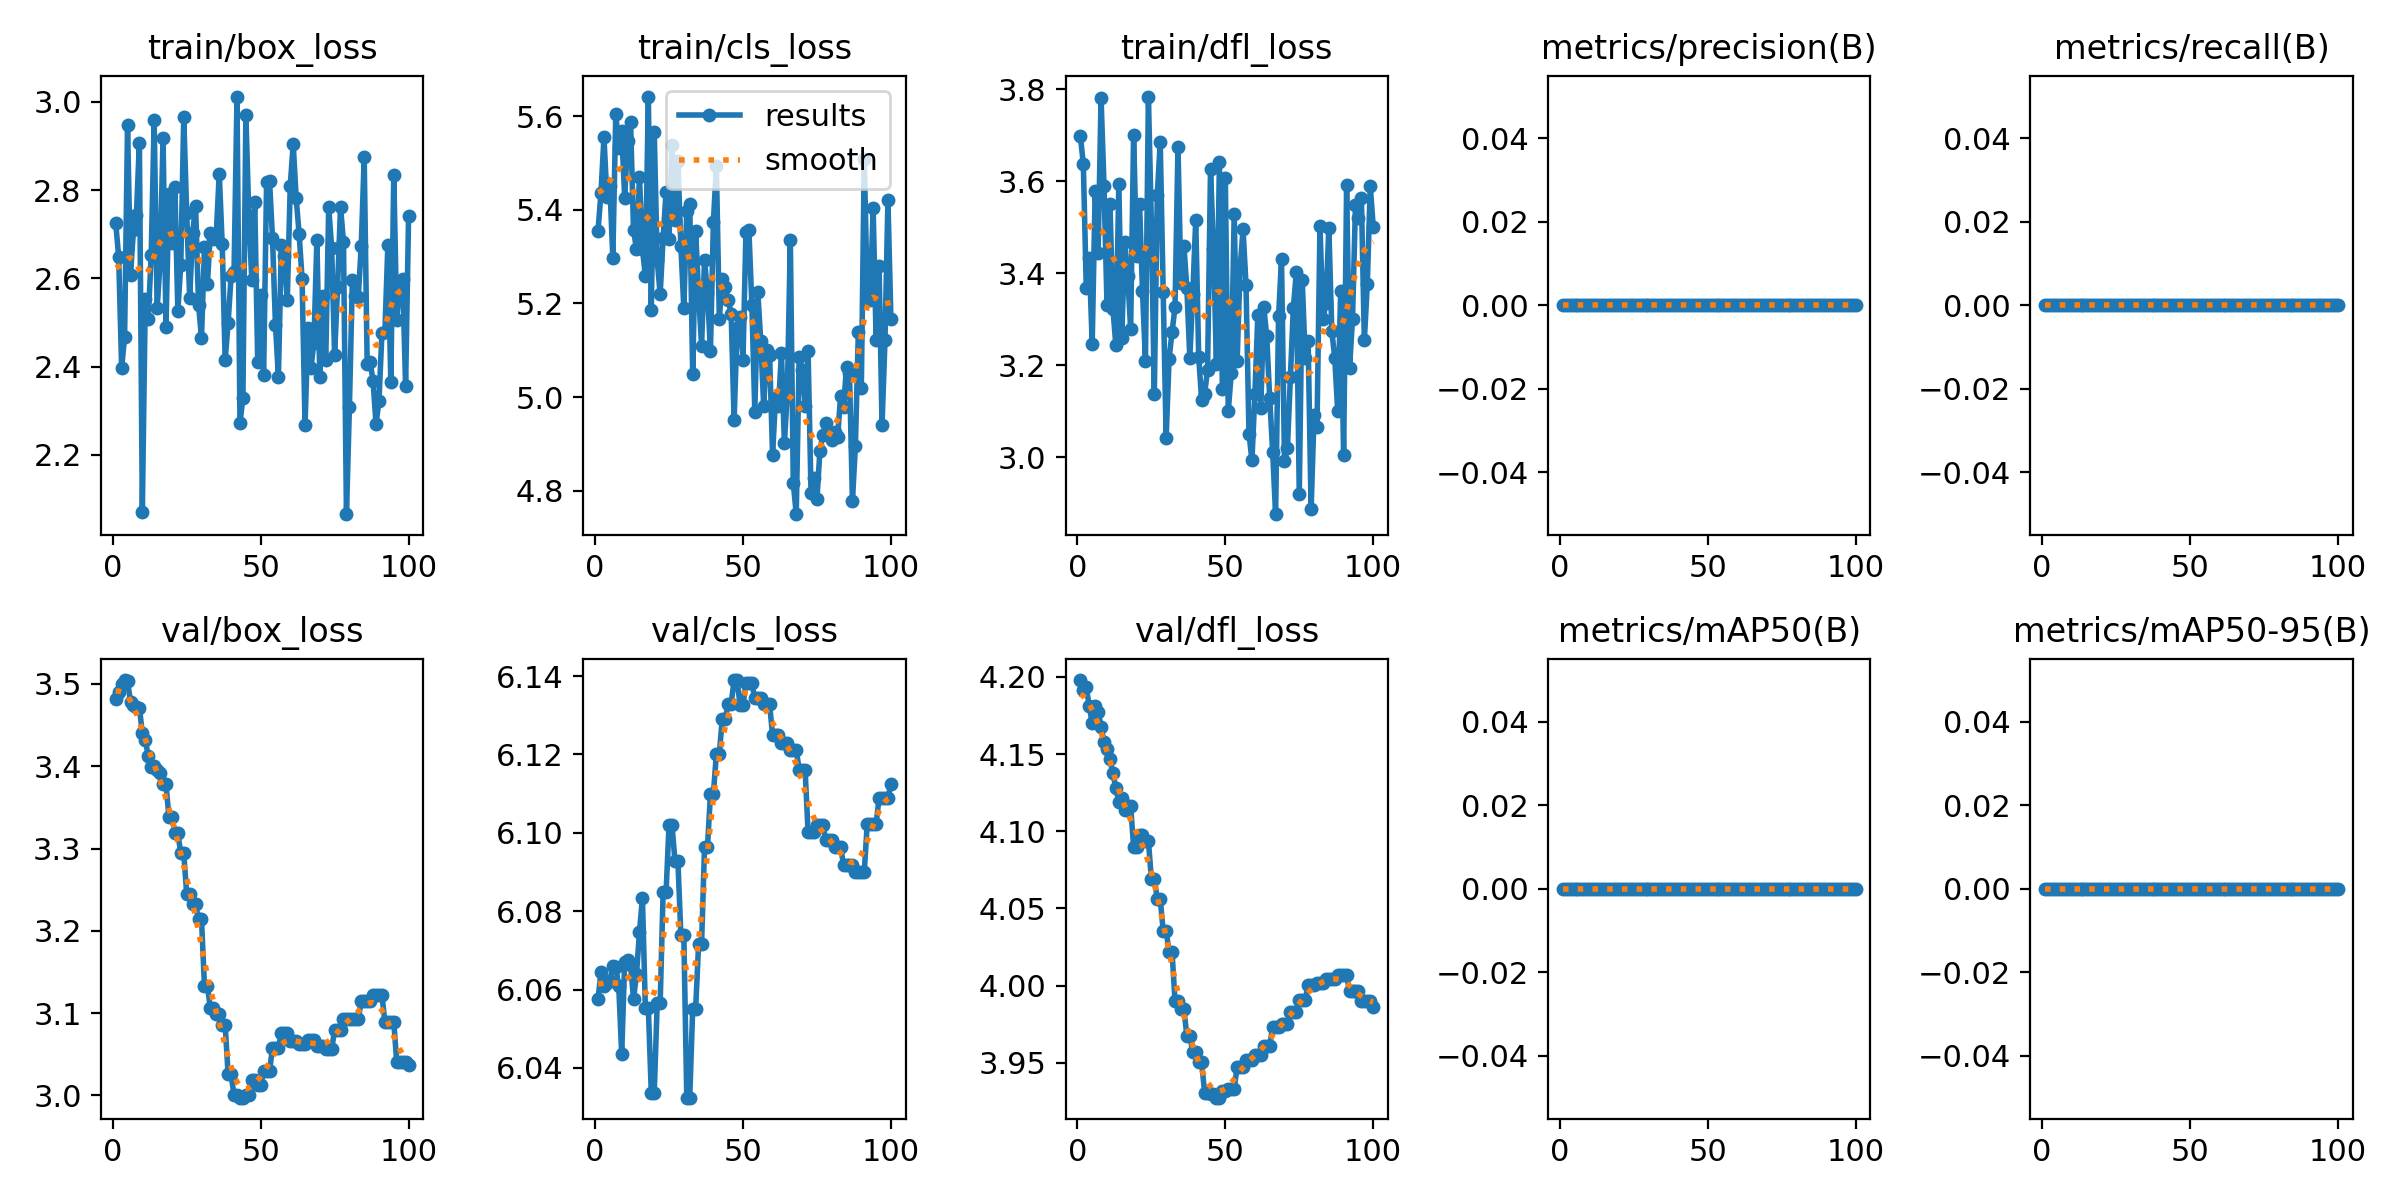 train/box_loss
3.0
2.8
2.6
2.4
2.2
0 50 100
train/cls_loss
results
smooth
5.6
5.4
5.2
5.0
4.8
0 50 100
train/dfl_loss
3.8
3.6
3.4
3.2
3.0
0 50 100
metrics/precision(B)
0.04
0.02
0.00
−0.02
−0.04
0 50 100
metrics/recall(B)
0.04
0.02
0.00
−0.02
−0.04
0 50 100
val/box_loss
3.5
3.4
3.3
3.2
3.1
3.0
0 50 100
val/cls_loss
6.14
6.12
6.10
6.08
6.06
6.04
0 50 100
val/dfl_loss
4.20
4.15
4.10
4.05
4.00
3.95
0 50 100
metrics/mAP50(B)
0.04
0.02
0.00
−0.02
−0.04
0 50 100
metrics/mAP50-95(B)
0.04
0.02
0.00
−0.02
−0.04
0 50 100